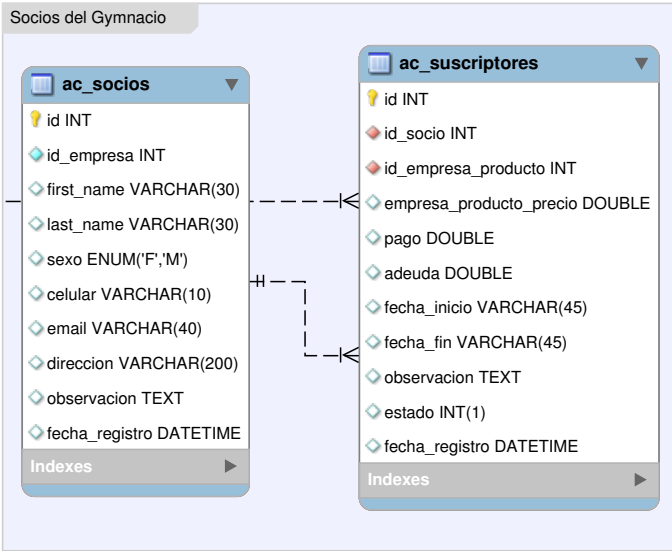 Socios del Gymnacio
ac_socios
id INT
id_empresa INT
first_name VARCHAR(30)
last_name VARCHAR(30)
sexo ENUM('F','M')
celular VARCHAR(10)
email VARCHAR(40)
direccion VARCHAR(200)
observacion TEXT
fecha_registro DATETIME
Indexes
ac_suscriptores
id INT
id_socio INT
id_empresa_producto INT
empresa_producto_precio DOUBLE
pago DOUBLE
adeuda DOUBLE
fecha_inicio VARCHAR(45)
fecha_fin VARCHAR(45)
observacion TEXT
estado INT(1)
fecha_registro DATETIME
Indexes